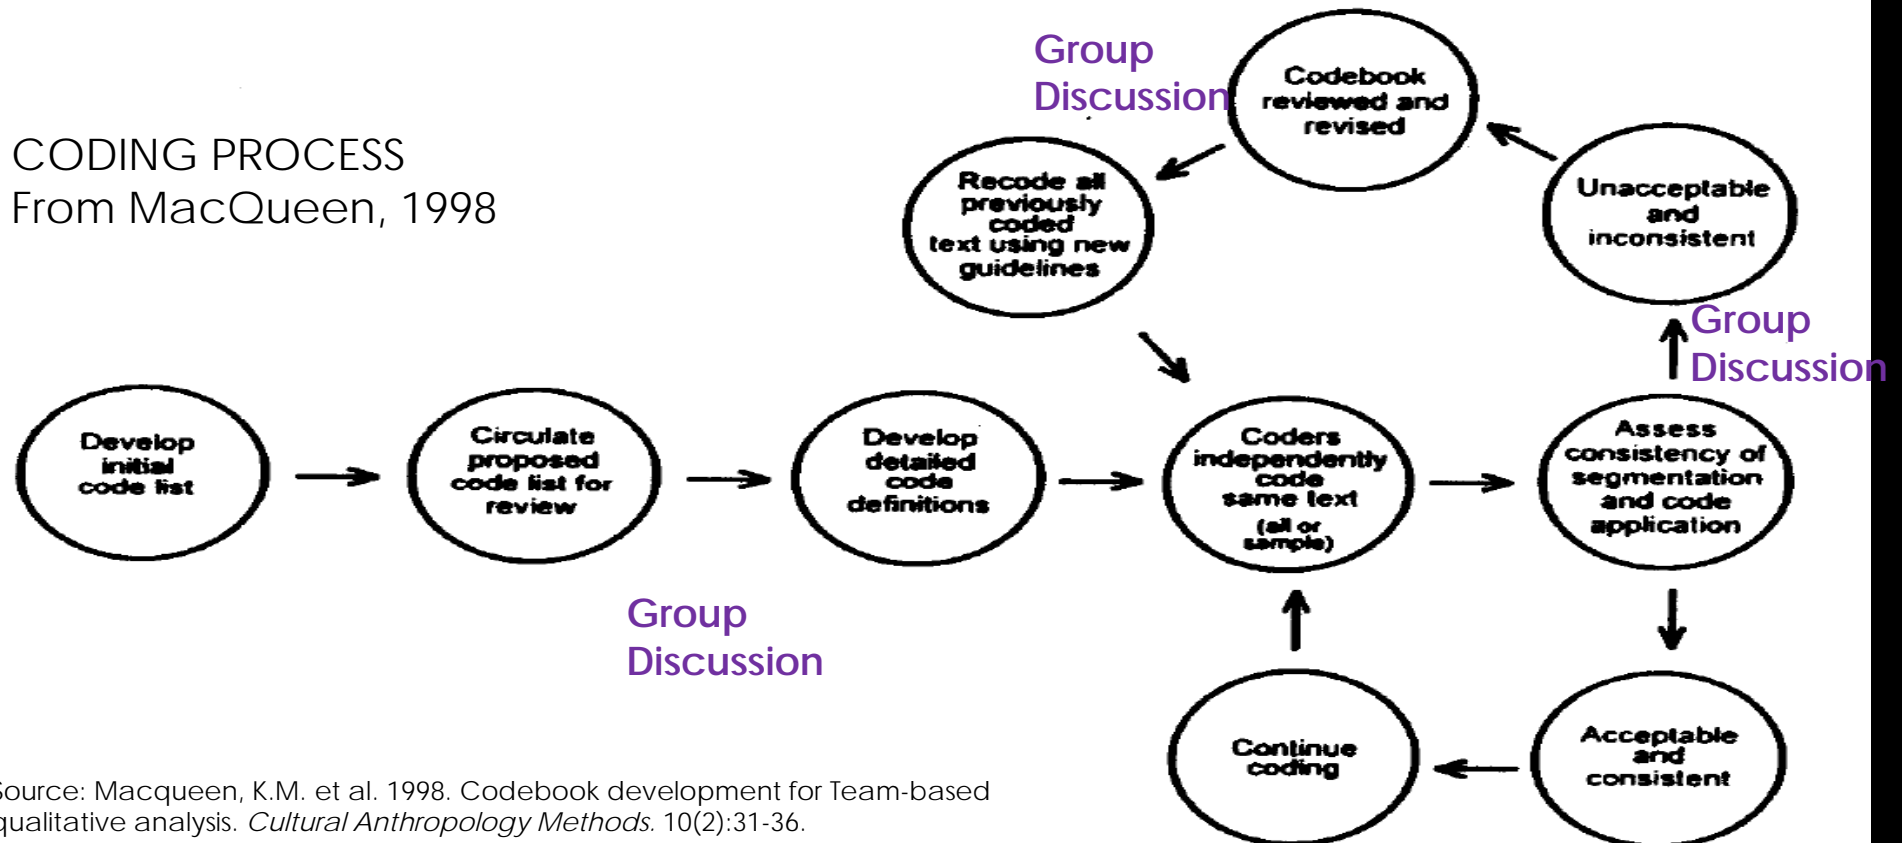 CODING PROCESS
From MacQueen, 1998
Group
Discussion
Codebook
reviewed and
revised
Recode all
previously
coded
text using new
guidelines
Unacceptable
and
inconsistent
Group
Discussion
Develop
initial
code list
Circulate
proposed
code list for
review
Develop
detailed
code
definitions
Coders
independently
code
same text
(all or
sample)
Assess
consistency of
segmentation
and code
application
Group
Discussion
Continue
coding
Acceptable
and
consistent
Source: Macqueen, K.M. et al. 1998. Codebook development for Team-based
qualitative analysis. Cultural Anthropology Methods. 10(2):31-36.